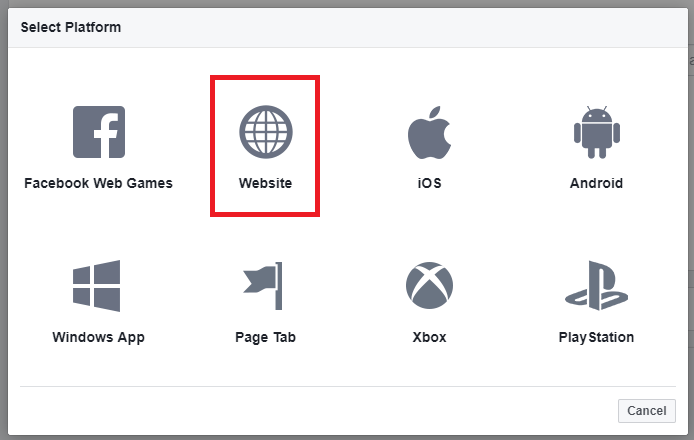 Select Platform
Facebook Web Games
Website
iOS
Android
Windows App
Page Tab
Xbox
PlayStation
Cancel